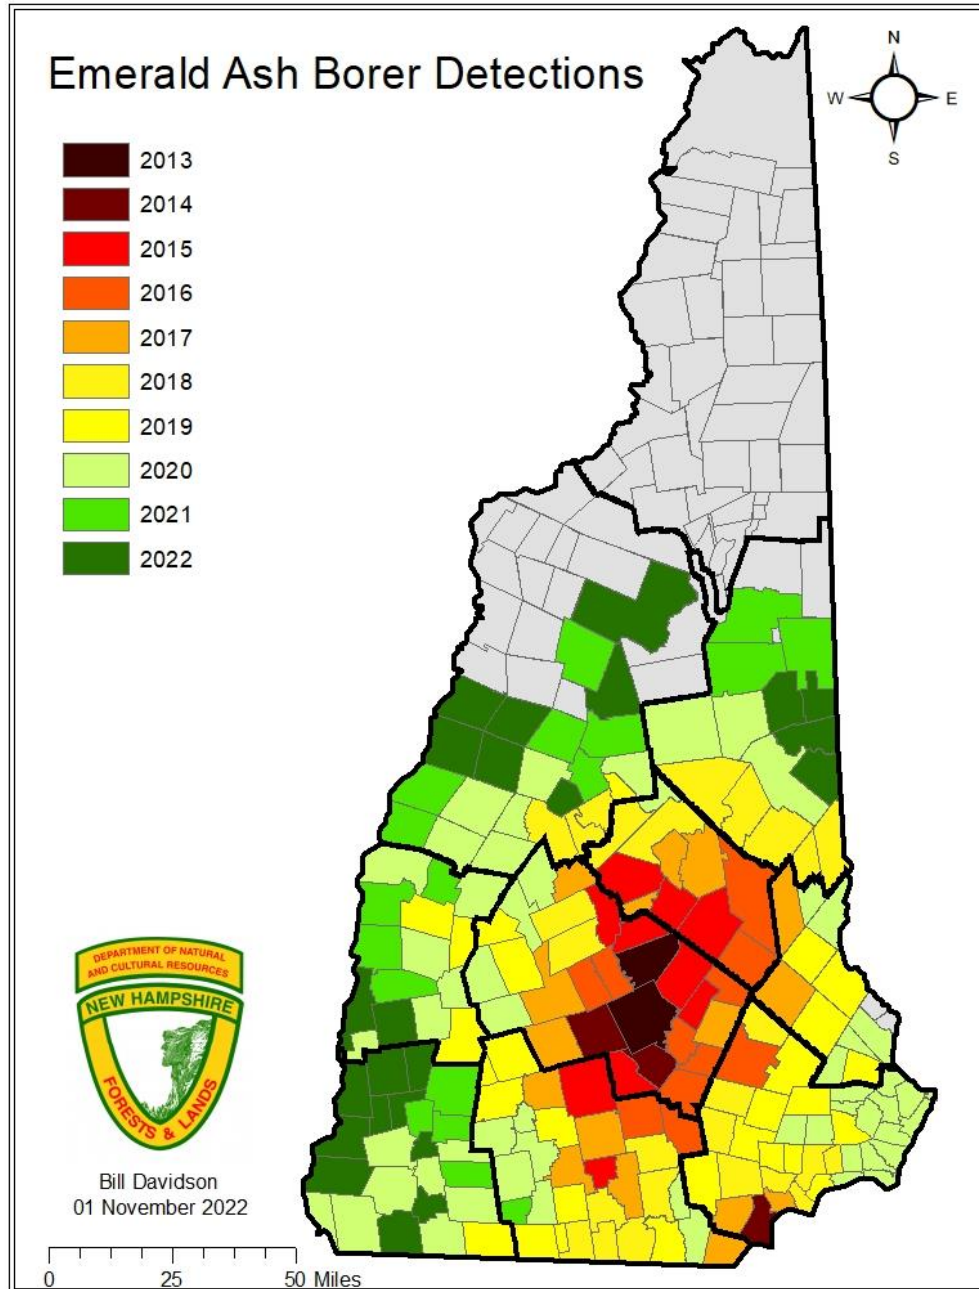 Emerald Ash Borer Detections
N
W
E
S
2013
2014
2015
2016
2017
2018
2019
2020
2021
2022
DEPARTMENT OF NATURAL
AND CULTURAL RESOURCES
NEW HAMPSHIRE
FORESTS & LANDS
Bill Davidson
01 November 2022
0 25 50 Miles